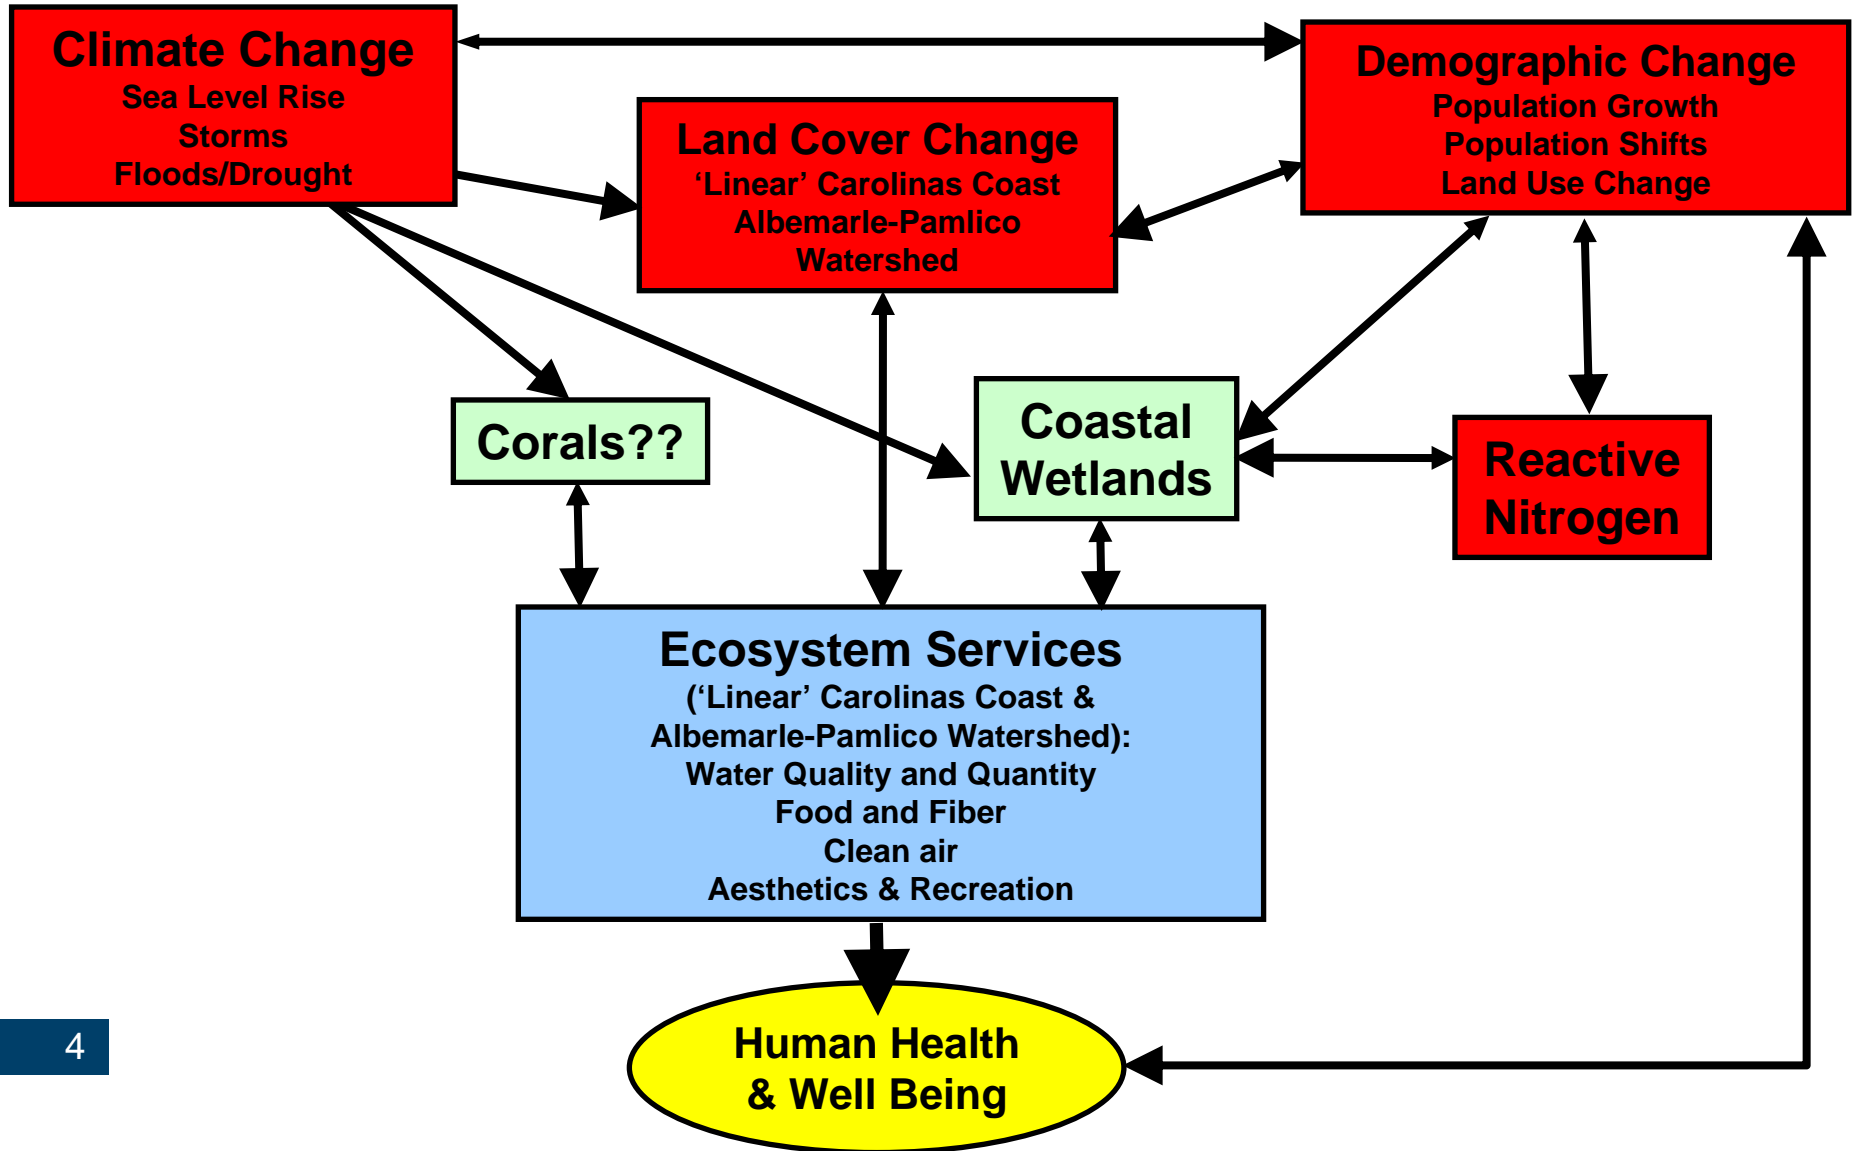 Climate Change
Sea Level Rise
Storms
Floods/Drought
Demographic Change
Population Growth
Population Shifts
Land Use Change
Land Cover Change
‘Linear’ Carolinas Coast
Albemarle-Pamlico
Watershed
Corals??
Coastal
Wetlands
Reactive
Nitrogen
Ecosystem Services
(‘Linear’ Carolinas Coast &
Albemarle-Pamlico Watershed):
Water Quality and Quantity
Food and Fiber
Clean air
Aesthetics & Recreation
Human Health
& Well Being
4